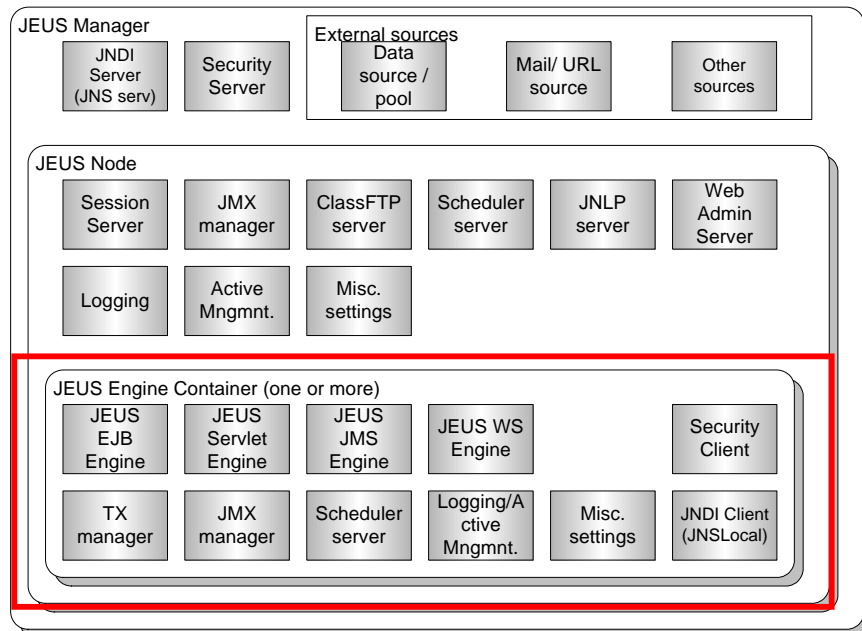 JEUS Manager
JNDI
Server
(JNS serv)
Security
Server
External sources
Data
source /
pool
Mail/ URL
source
Other
sources
JEUS Node
Session
Server
JMX
manager
ClassFTP
server
Scheduler
server
JNLP
server
Web
Admin
Server
Logging
Active
Mngmnt.
Misc.
settings
JEUS Engine Container (one or more)
JEUS
EJB
Engine
JEUS
Servlet
Engine
JEUS
JMS
Engine
JEUS WS
Engine
Security
Client
TX
manager
JMX
manager
Scheduler
server
Logging/A
ctive
Mngmnt.
Misc.
settings
JNDI Client
(JNSLocal)